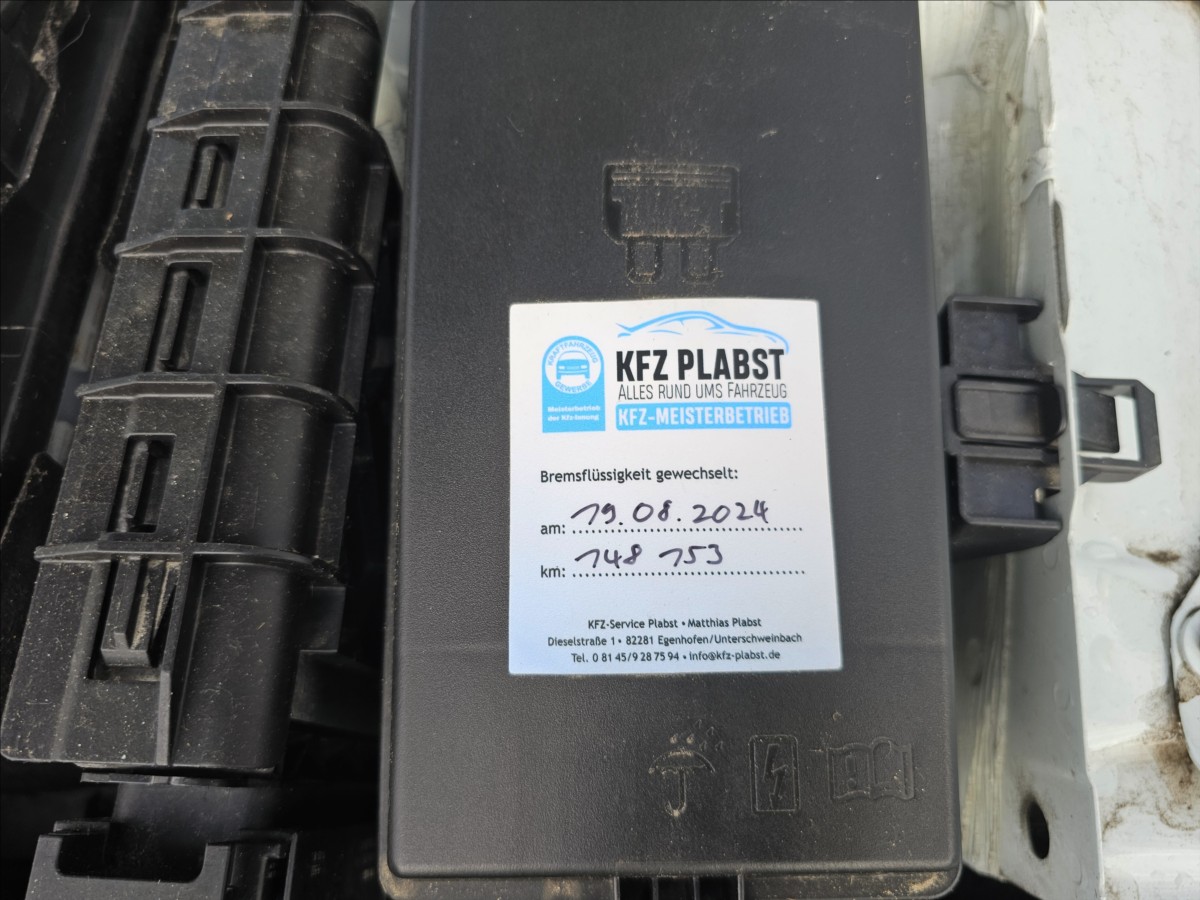 KRAFTFAHRZEUG
GEWERBE
Meisterbetrieb
der Kfz-Innung
KFZ PLABST
ALLES RUND UMS FAHRZEUG
KFZ-MEISTERBETRIEB
Bremsflüssigkeit gewechselt:
am: 19.08.2024
km: 148 153
KFZ-Service Plabst • Matthias Plabst
Dieselstraße 1 • 82281 Egenhofen/Unterschweinbach
Tel. 0 81 45/9 28 75 94 • info@kfz-plabst.de